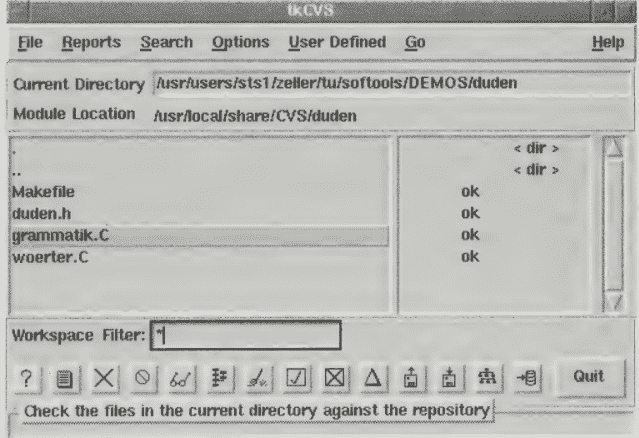 tkCVS
File Reports Search Options User Defined Go Help
Current Directory /usr/users/sts1/zeller/tu/softools/DEMOS/duden
Module Location /usr/local/share/CVS/duden
. < dir >
.. < dir >
Makefile ok
duden.h ok
grammatik.C ok
woerter.C ok
Workspace Filter: *
? Quit
Check the files in the current directory against the repository